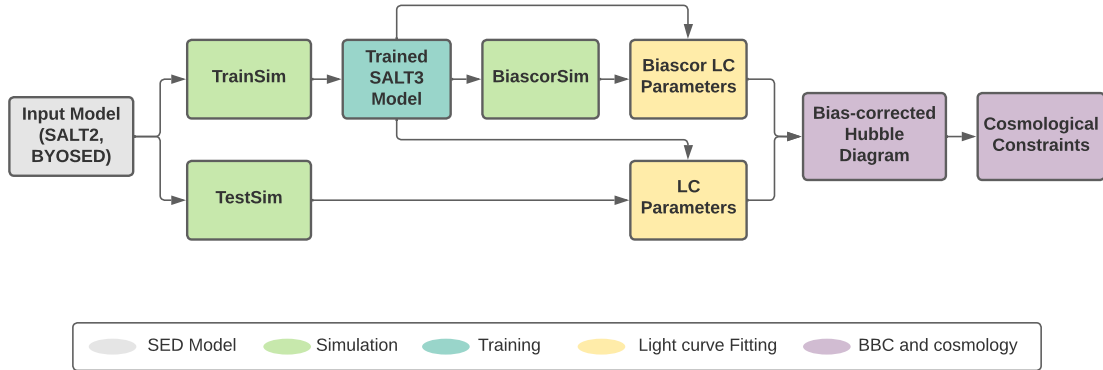 Input Model
(SALT2,
BYOSED)
TrainSim
TestSim
Trained
SALT3
Model
BiascorSim
Biascor LC
Parameters
LC
Parameters
Bias-corrected
Hubble
Diagram
Cosmological
Constraints
SED Model
Simulation
Training
Light curve Fitting
BBC and cosmology